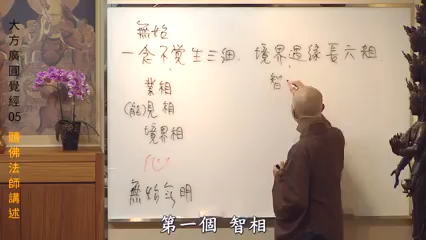 大方廣圓覺經05
體佛法師講述
無始
一念不覺生三細 境界為緣長六相
智
業相
(能)見相
境界相
心
無始無明
第一個 智相